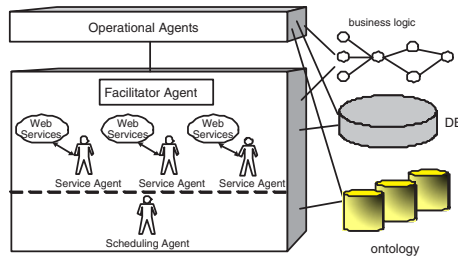 Operational Agents
business logic
Facilitator Agent
Web
Services
Web
Services
Web
Services
DB
Service Agent
Service Agent
Service Agent
Scheduling Agent
ontology